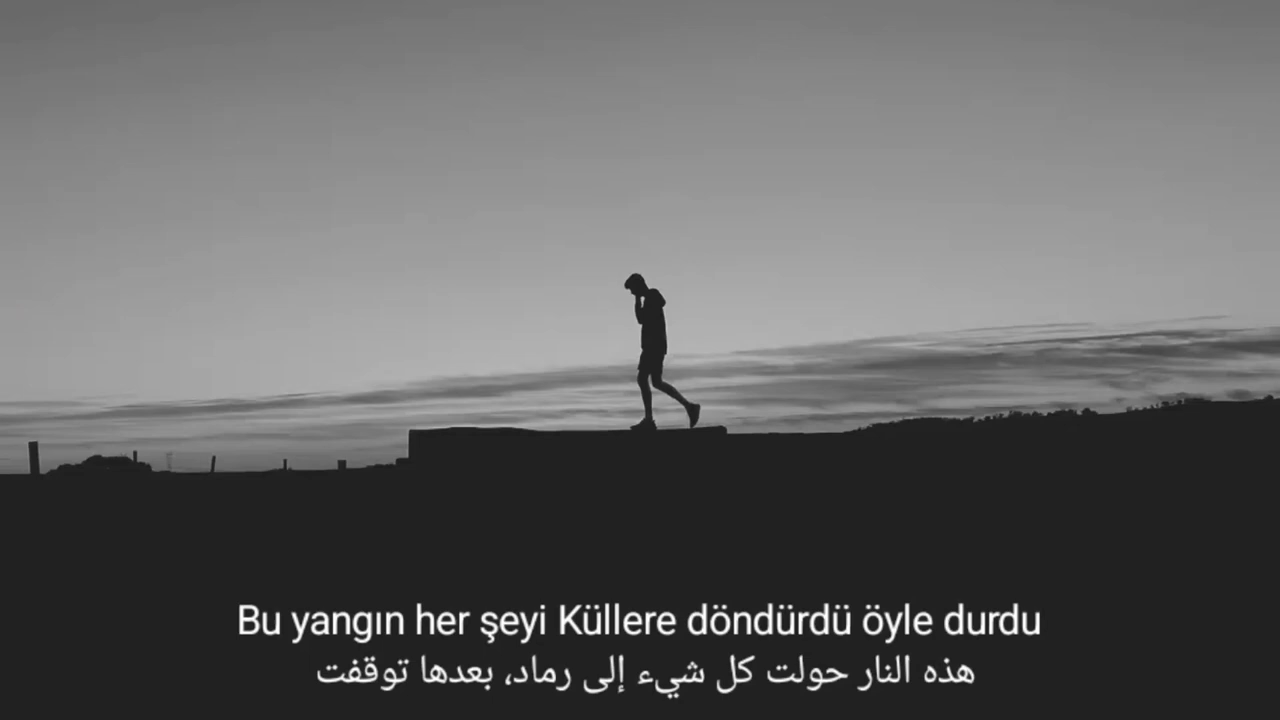 Bu yangın her şeyi Küllere döndürdü öyle durdu
هذه النار حولت كل شيء إلى رماد، بعدها توقفت